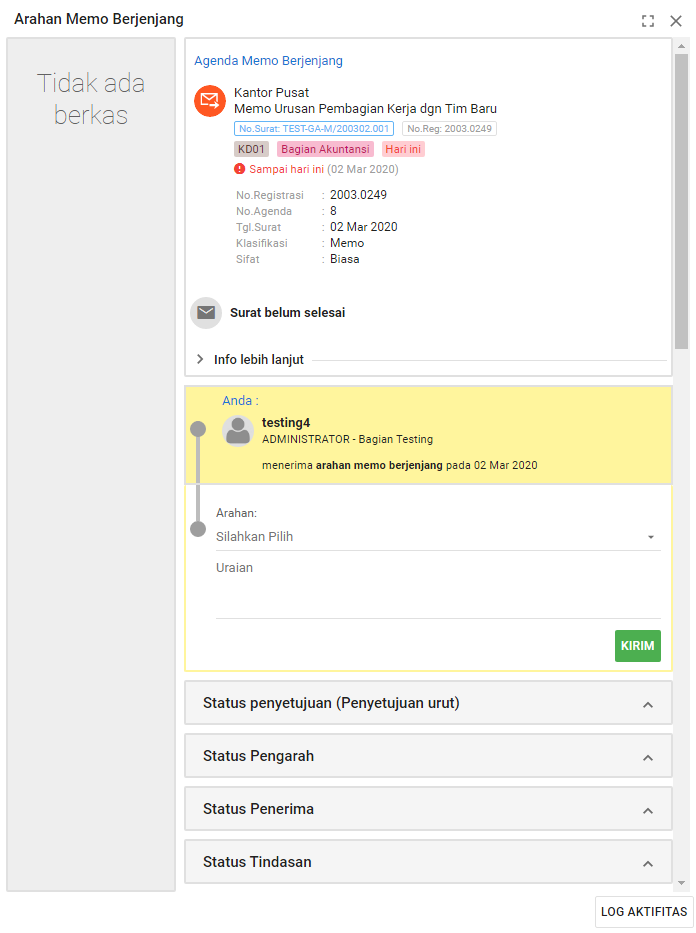 Arahan Memo Berjenjang
Tidak ada
berkas
Agenda Memo Berjenjang
Kantor Pusat
Memo Urusan Pembagian Kerja dgn Tim Baru
No.Surat: TEST-GA-M/200302.001 No.Reg: 2003.0249
KD01 Bagian Akuntansi Hari ini
Sampai hari ini (02 Mar 2020)
No.Registrasi : 2003.0249
No.Agenda : 8
Tgl.Surat : 02 Mar 2020
Klasifikasi : Memo
Sifat : Biasa
Surat belum selesai
Info lebih lanjut
Anda :
testing4
ADMINISTRATOR - Bagian Testing
menerima arahan memo berjenjang pada 02 Mar 2020
Arahan:
Silahkan Pilih
Uraian
KIRIM
Status penyetujuan (Penyetujuan urut)
Status Pengarah
Status Penerima
Status Tindasan
LOG AKTIFITAS